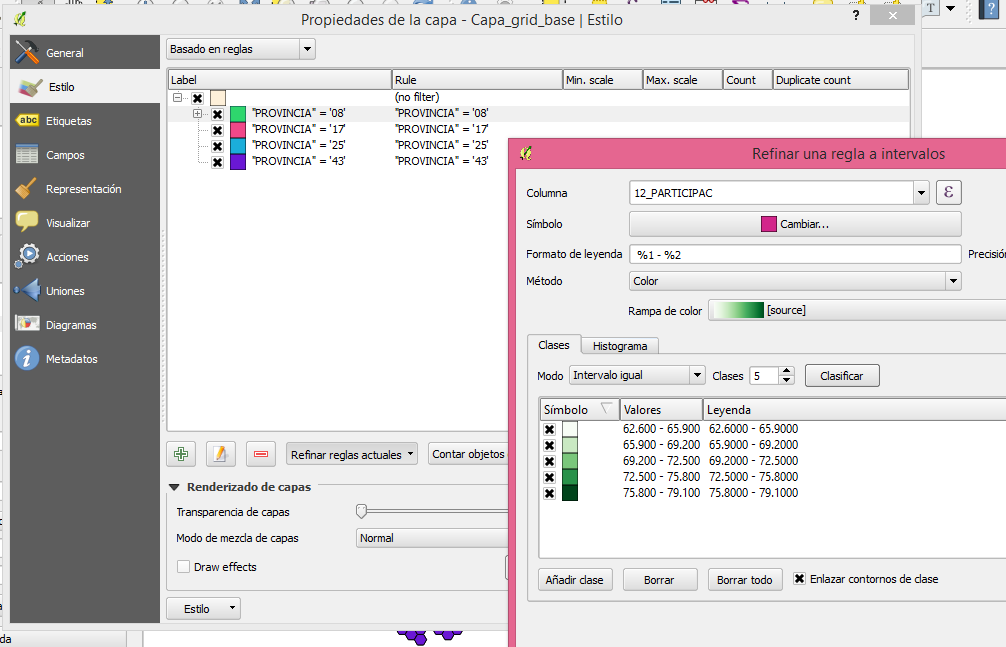 T
?
Propiedades de la capa - Capa_grid_base | Estilo
?
General
Estilo
abc Etiquetas
Campos
Representación
Visualizar
Acciones
Uniones
Diagramas
Metadatos
Basado en reglas
Label Rule Min. scale Max. scale Count Duplicate count
(no filter)
"PROVINCIA" = '08' "PROVINCIA" = '08'
"PROVINCIA" = '17' "PROVINCIA" = '17'
"PROVINCIA" = '25' "PROVINCIA" = '25'
"PROVINCIA" = '43' "PROVINCIA" = '43'
Refinar reglas actuales Contar objetos
Renderizado de capas
Transparencia de capas
Modo de mezcla de capas Normal
Draw effects
Estilo
da
Refinar una regla a intervalos
Columna 12_PARTICIPAC ε
Símbolo Cambiar...
Formato de leyenda %1 - %2 Precisión
Método Color
Rampa de color [source]
Clases Histograma
Modo Intervalo igual Clases 5 Clasificar
Símbolo Valores Leyenda
62.600 - 65.900 62.6000 - 65.9000
65.900 - 69.200 65.9000 - 69.2000
69.200 - 72.500 69.2000 - 72.5000
72.500 - 75.800 72.5000 - 75.8000
75.800 - 79.100 75.8000 - 79.1000
Añadir clase Borrar Borrar todo Enlazar contornos de clase